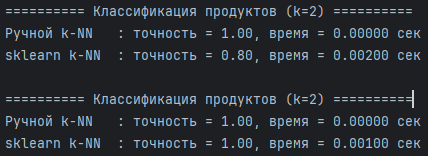 ========== Классификация продуктов (k=2) ==========
Ручной k-NN   : точность = 1.00, время = 0.00000 сек
sklearn k-NN  : точность = 0.80, время = 0.00200 сек
========== Классификация продуктов (k=2) ==========
Ручной k-NN   : точность = 1.00, время = 0.00000 сек
sklearn k-NN  : точность = 1.00, время = 0.00100 сек